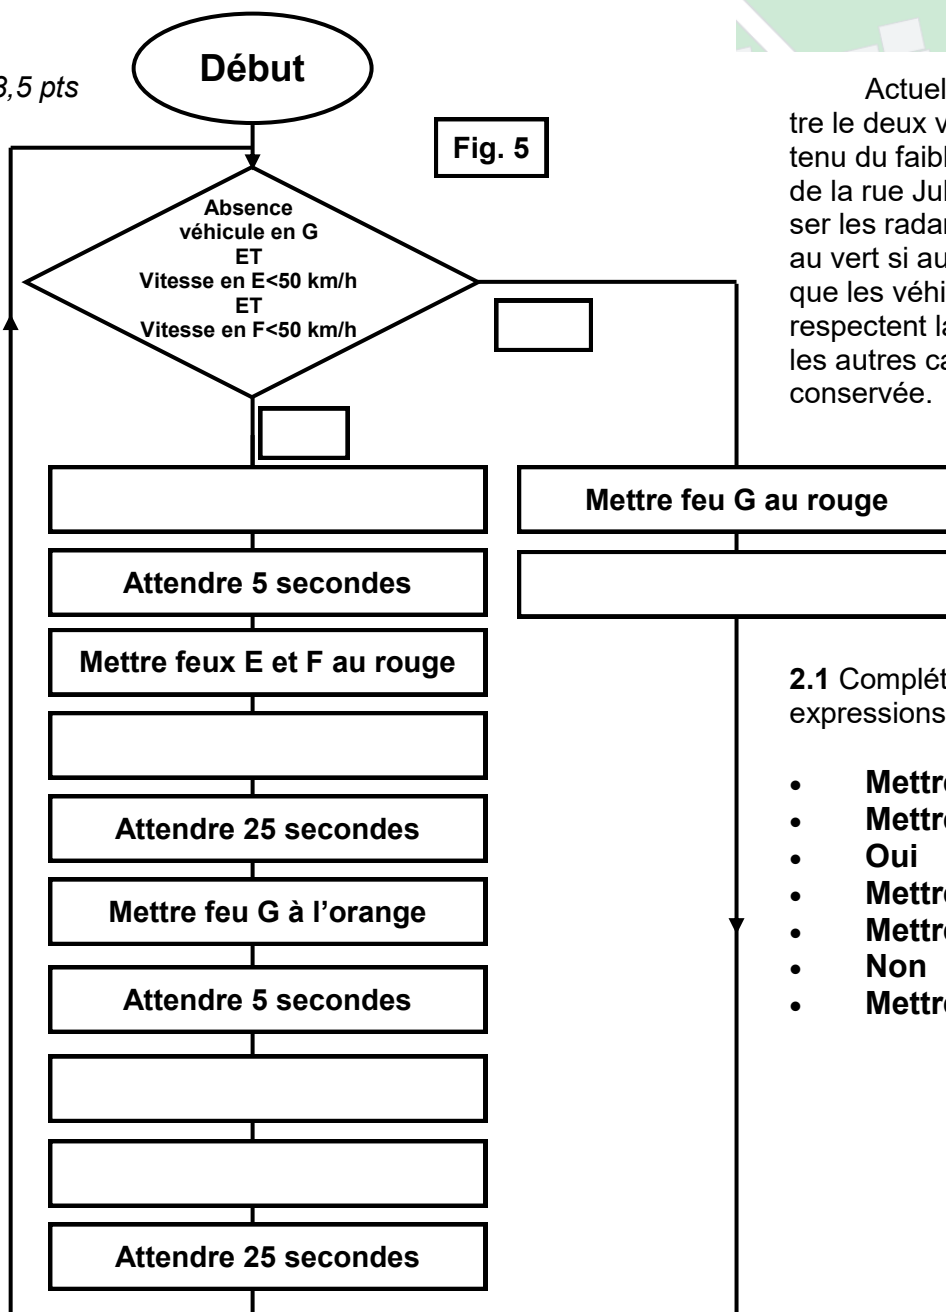 3,5 pts
Début
Fig. 5
Absence
véhicule en G
ET
Vitesse en E<50 km/h
ET
Vitesse en F<50 km/h
Attendre 5 secondes
Mettre feux E et F au rouge
Attendre 25 secondes
Mettre feu G à l’orange
Attendre 5 secondes
Attendre 25 secondes
Mettre feu G au rouge
Actuel
tre le deux v
tenu du faibl
de la rue Jul
ser les radar
au vert si au
que les véhi
respectent la
les autres ca
conservée.
2.1 Complét
expressions
• Mettre
• Mettre
• Oui
• Mettre
• Mettre
• Non
• Mettre